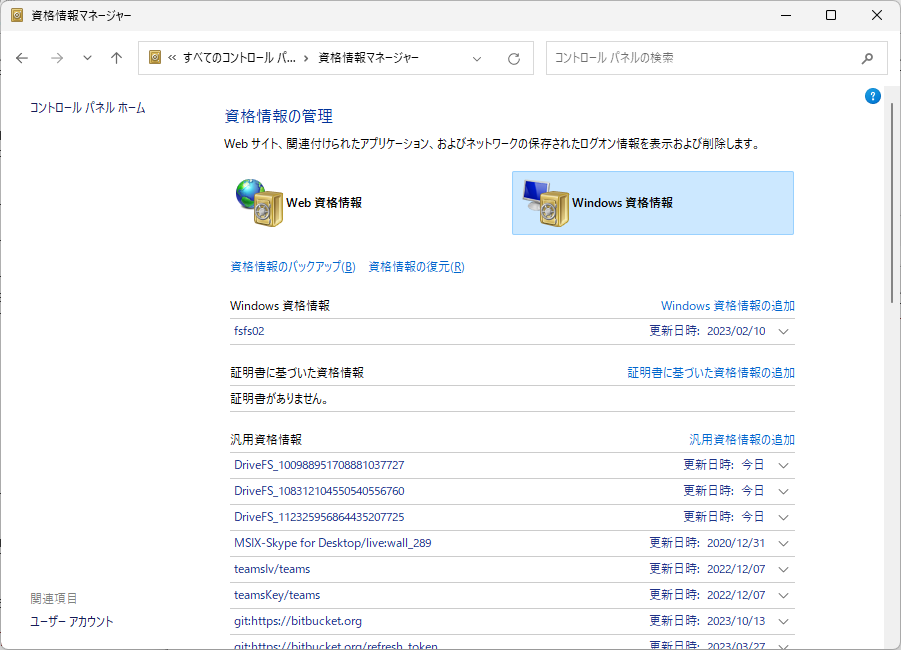 資格情報マネージャー
« すべてのコントロール パ... › 資格情報マネージャー
コントロール パネルの検索
コントロール パネル ホーム
資格情報の管理
Web サイト、関連付けられたアプリケーション、およびネットワークの保存されたログオン情報を表示および削除します。
Web 資格情報
Windows 資格情報
資格情報のバックアップ(B) 資格情報の復元(R)
Windows 資格情報 Windows 資格情報の追加
fsfs02 更新日時: 2023/02/10
証明書に基づいた資格情報 証明書に基づいた資格情報の追加
証明書がありません。
汎用資格情報 汎用資格情報の追加
DriveFS_100988951708881037727 更新日時: 今日
DriveFS_108312104550540556760 更新日時: 今日
DriveFS_112325956864435207725 更新日時: 今日
MSIX-Skype for Desktop/live:wall_289 更新日時: 2020/12/31
teamsIv/teams 更新日時: 2022/12/07
teamsKey/teams 更新日時: 2022/12/07
git:https://bitbucket.org 更新日時: 2023/10/13
git:https://bitbucket.org/refresh_token 更新日時: 2023/03/27
関連項目
ユーザー アカウント